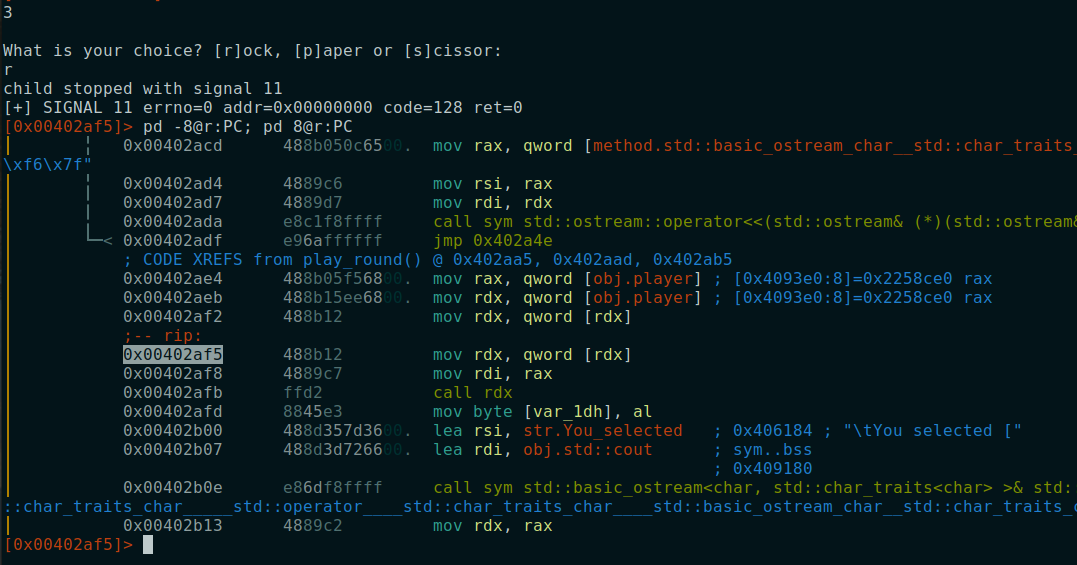 3
What is your choice? [r]ock, [p]aper or [s]cissor:
r
child stopped with signal 11
[+] SIGNAL 11 errno=0 addr=0x00000000 code=128 ret=0
[0x00402af5]> pd -8@r:PC; pd 8@r:PC
0x00402acd 488b050c6500. mov rax, qword [method.std::basic_ostream_char__std::char_traits_
\xf6\x7f"
0x00402ad4 4889c6 mov rsi, rax
0x00402ad7 4889d7 mov rdi, rdx
0x00402ada e8c1f8ffff call sym std::ostream::operator<<(std::ostream& (*)(std::ostream&
0x00402adf e96affffff jmp 0x402a4e
; CODE XREFS from play_round() @ 0x402aa5, 0x402aad, 0x402ab5
0x00402ae4 488b05f56800. mov rax, qword [obj.player] ; [0x4093e0:8]=0x2258ce0 rax
0x00402aeb 488b15ee6800. mov rdx, qword [obj.player] ; [0x4093e0:8]=0x2258ce0 rax
0x00402af2 488b12 mov rdx, qword [rdx]
;-- rip:
0x00402af5 488b12 mov rdx, qword [rdx]
0x00402af8 4889c7 mov rdi, rax
0x00402afb ffd2 call rdx
0x00402afd 8845e3 mov byte [var_1dh], al
0x00402b00 488d357d3600. lea rsi, str.You_selected ; 0x406184 ; "\tYou selected ["
0x00402b07 488d3d726600. lea rdi, obj.std::cout ; sym..bss
; 0x409180
0x00402b0e e86df8ffff call sym std::basic_ostream<char, std::char_traits<char> >& std::
::char_traits_char_____std::operator____std::char_traits_char____std::basic_ostream_char__std::char_traits_c
0x00402b13 4889c2 mov rdx, rax
[0x00402af5]>